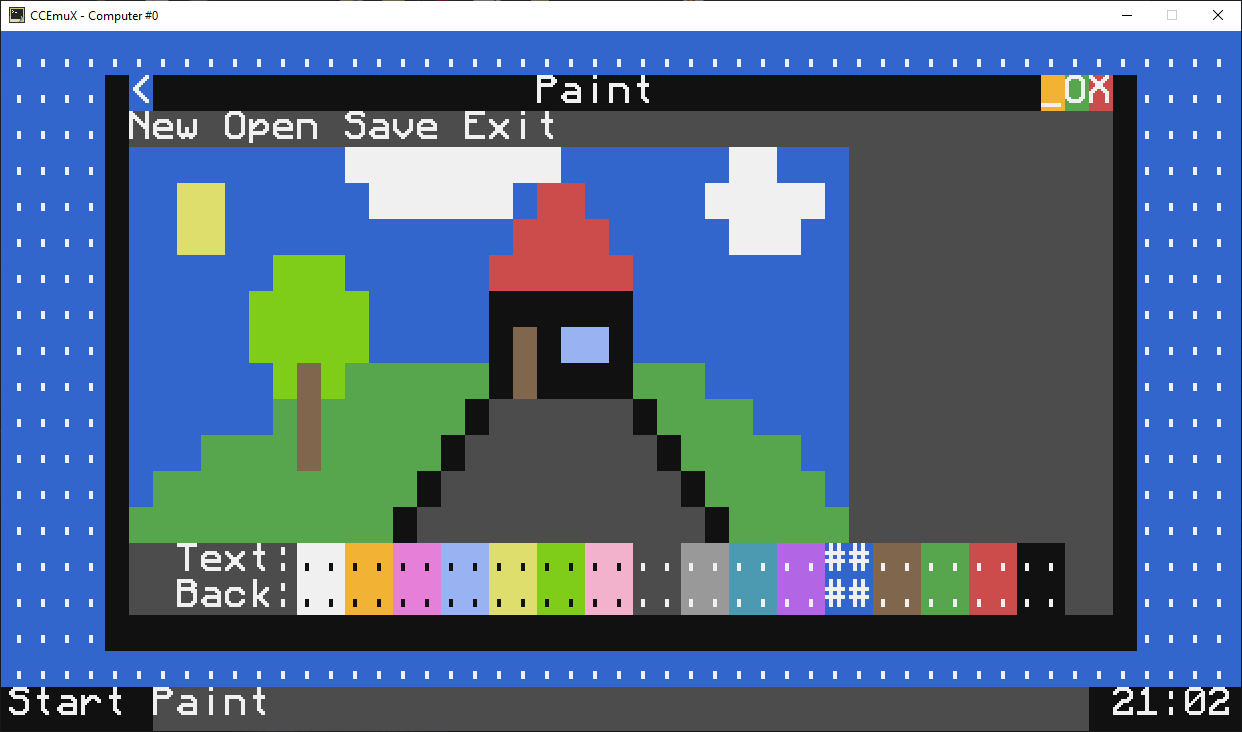 CCEmuX - Computer #0
< Paint _OX
New Open Save Exit
Text: ##
Back: ##
Start Paint 21:02